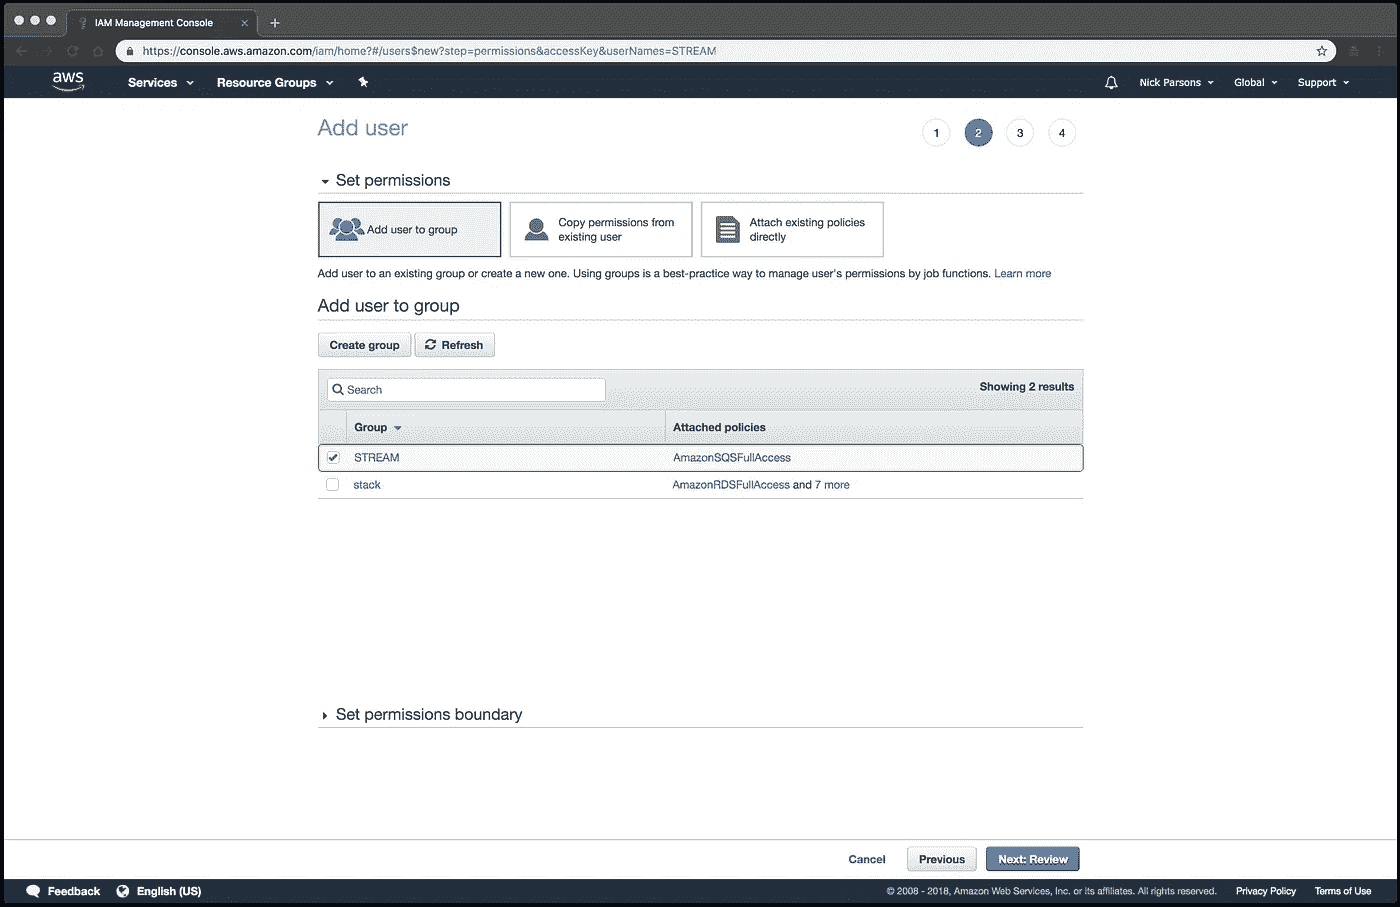 IAM Management Console
https://console.aws.amazon.com/iam/home?#/users$new?step=permissions&accessKey&userNames=STREAM
aws Services Resource Groups Nick Parsons Global Support
Add user 1 2 3 4
Set permissions
Add user to group
Copy permissions from
existing user
Attach existing policies
directly
Add user to an existing group or create a new one. Using groups is a best-practice way to manage user's permissions by job functions. Learn more
Add user to group
Create group Refresh
Search Showing 2 results
Group Attached policies
STREAM AmazonSQSFullAccess
stack AmazonRDSFullAccess and 7 more
Set permissions boundary
Cancel Previous Next: Review
Feedback English (US) © 2008 - 2018, Amazon Web Services, Inc. or its affiliates. All rights reserved. Privacy Policy Terms of Use